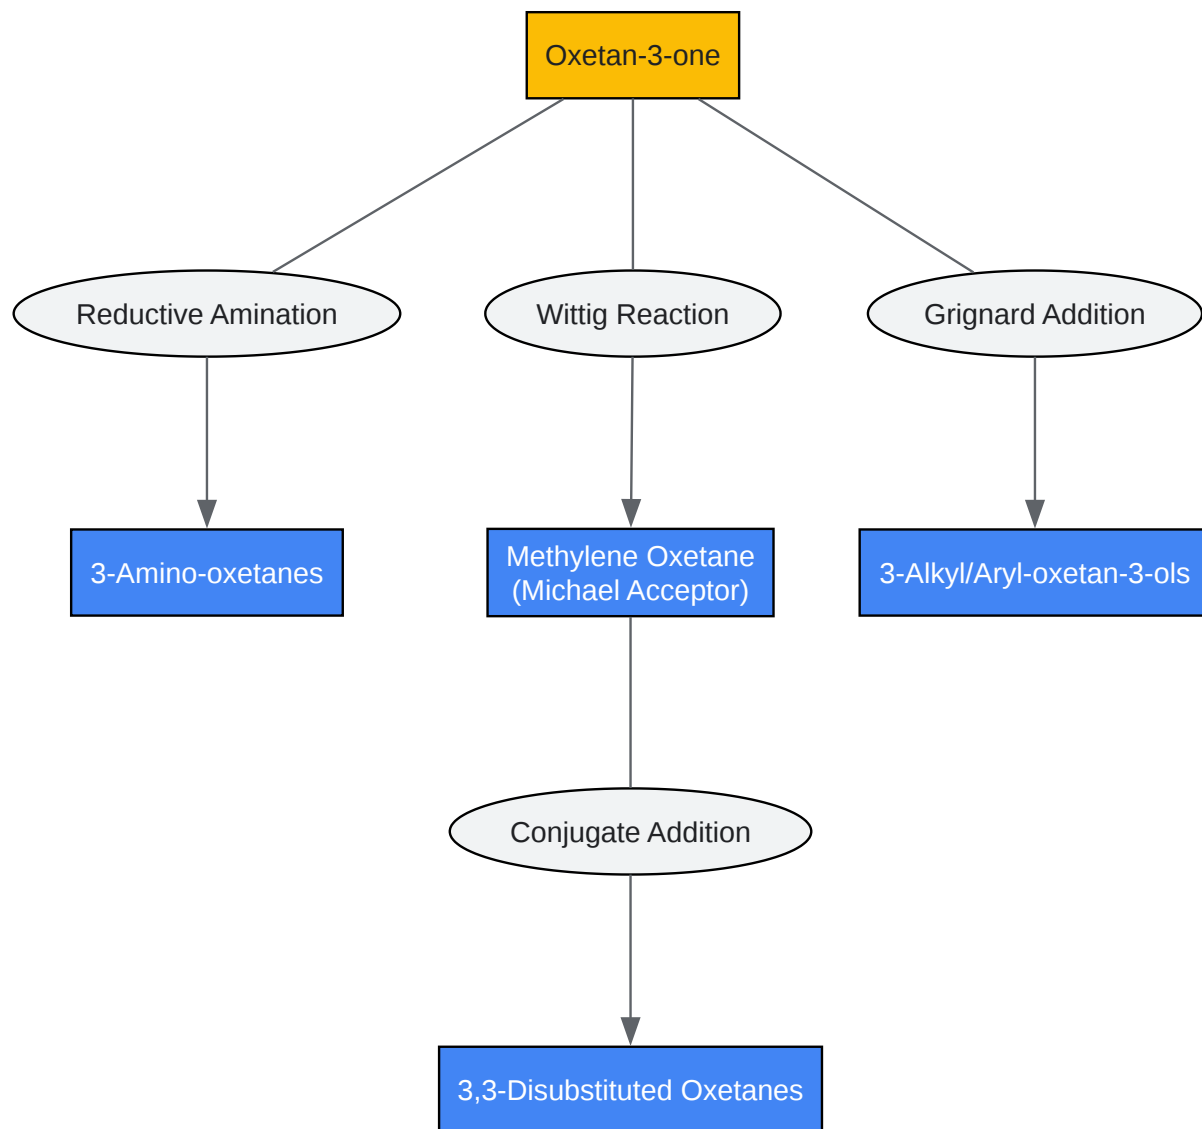 Oxetan-3-one
Reductive Amination
Wittig Reaction
Grignard Addition
3-Amino-oxetanes
Methylene Oxetane
(Michael Acceptor)
3-Alkyl/Aryl-oxetan-3-ols
Conjugate Addition
3,3-Disubstituted Oxetanes